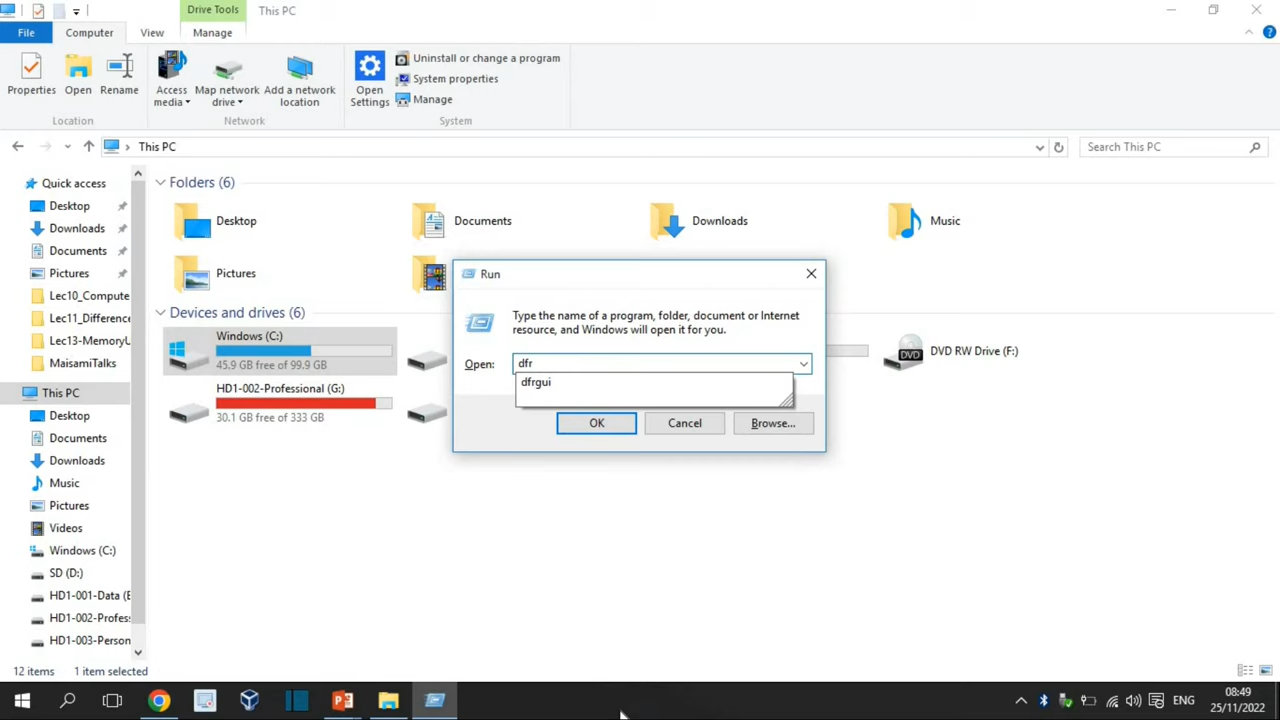 Drive Tools
This PC
File
Computer
View
Manage
Properties
Open
Rename
Access media
Map network drive
Add a network location
Open Settings
Uninstall or change a program
System properties
Manage
Location
Network
System
This PC
Search This PC
Quick access
Desktop
Downloads
Documents
Pictures
Lec10_Compute
Lec11_Difference
Lec13-MemoryU
MaisamiTalks
This PC
Desktop
Documents
Downloads
Music
Pictures
Videos
Windows (C:)
SD (D:)
HD1-001-Data (E
HD1-002-Profes
HD1-003-Person
Folders (6)
Desktop
Documents
Downloads
Music
Pictures
Devices and drives (6)
Windows (C:)
45.9 GB free of 99.9 GB
DVD
DVD RW Drive (F:)
HD1-002-Professional (G:)
30.1 GB free of 333 GB
Run
Type the name of a program, folder, document or Internet
resource, and Windows will open it for you.
Open:
dfr
dfrgui
OK
Cancel
Browse...
12 items
1 item selected
ENG
08:49
25/11/2022